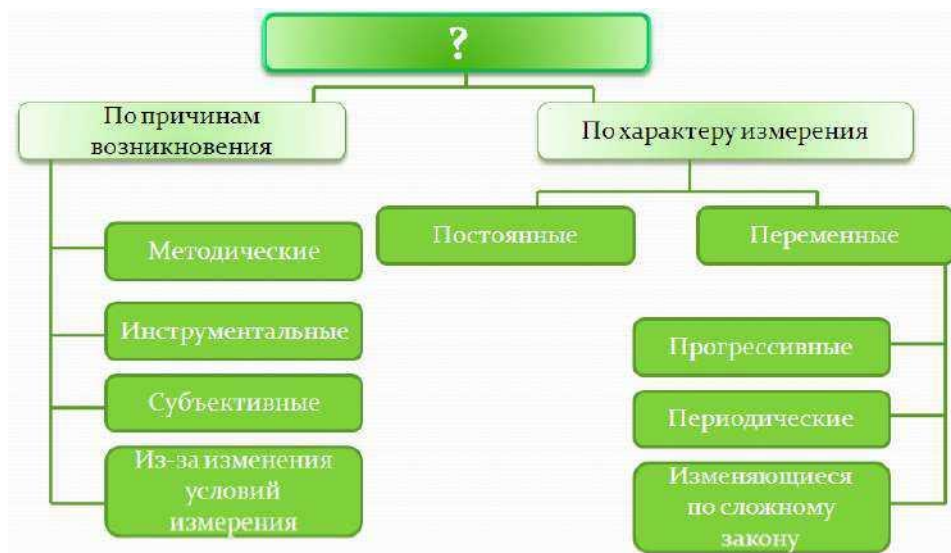 ?
По причинам
возникновения
По характеру измерения
Методические
Инструментальные
Субъективные
Из-за изменения
условий
измерения
Постоянные
Переменные
Прогрессивные
Периодические
Изменяющиеся
по сложному
закону